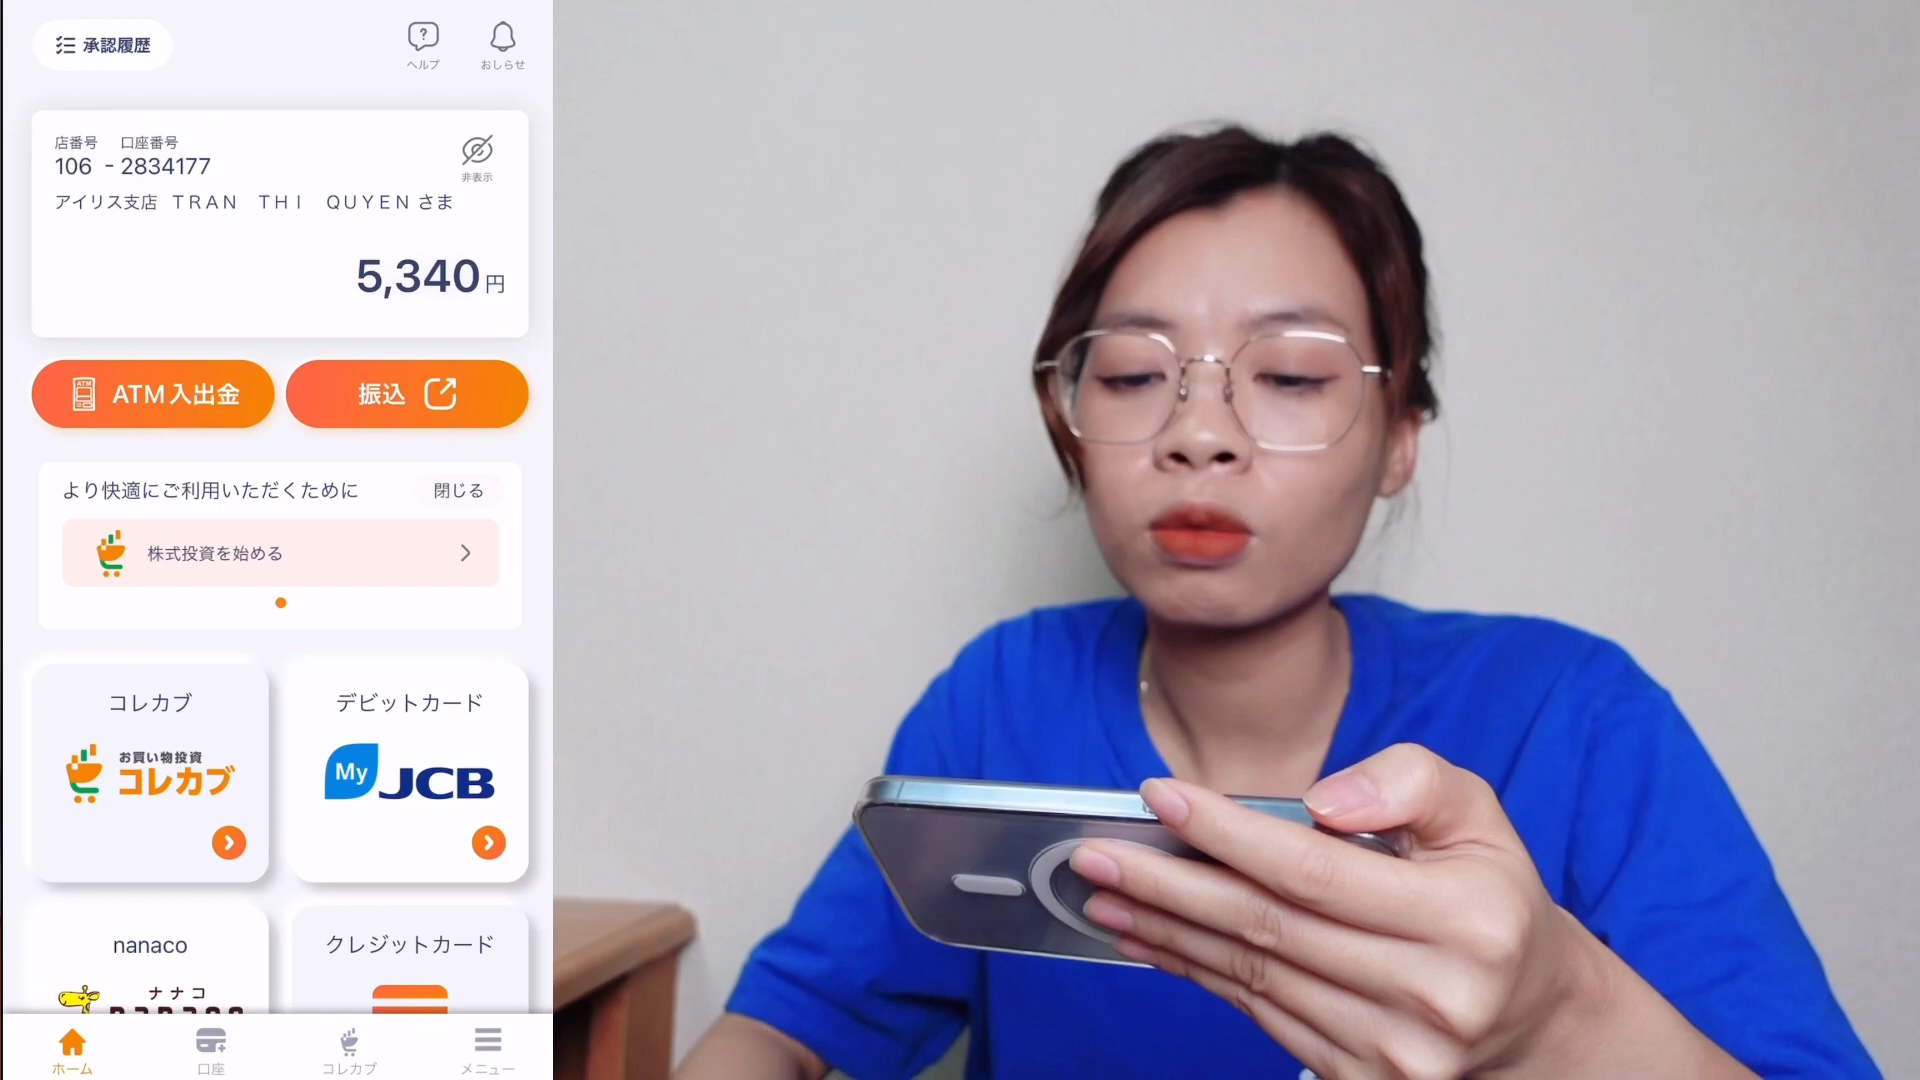 承認履歴
ヘルプ
おしらせ
店番号 口座番号
106 - 2834177
非表示
アイリス支店 TRAN THI QUYEN さま
5,340円
ATM
ATM入出金
振込
より快適にご利用いただくために
閉じる
株式投資を始める
コレカブ
お買い物投資
コレカブ
デビットカード
My JCB
nanaco
ナナコ
nanaco
クレジットカード
ホーム
口座
コレカブ
メニュー